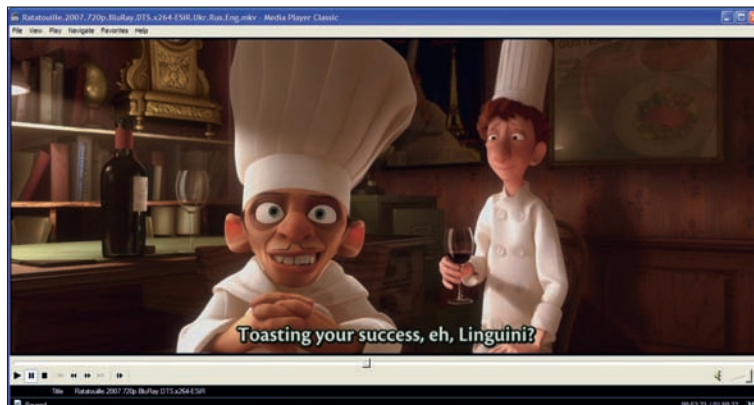 Ratatouille.2007.720p.BluRay.DTS.x264-ESiR.Ukr.Rus.Eng.mkv - Media Player Classic
File View Play Navigate Favorites Help
Toasting your success, eh, Linguini?
Title Ratatouille.2007.720p.BluRay.DTS.x264-ESiR